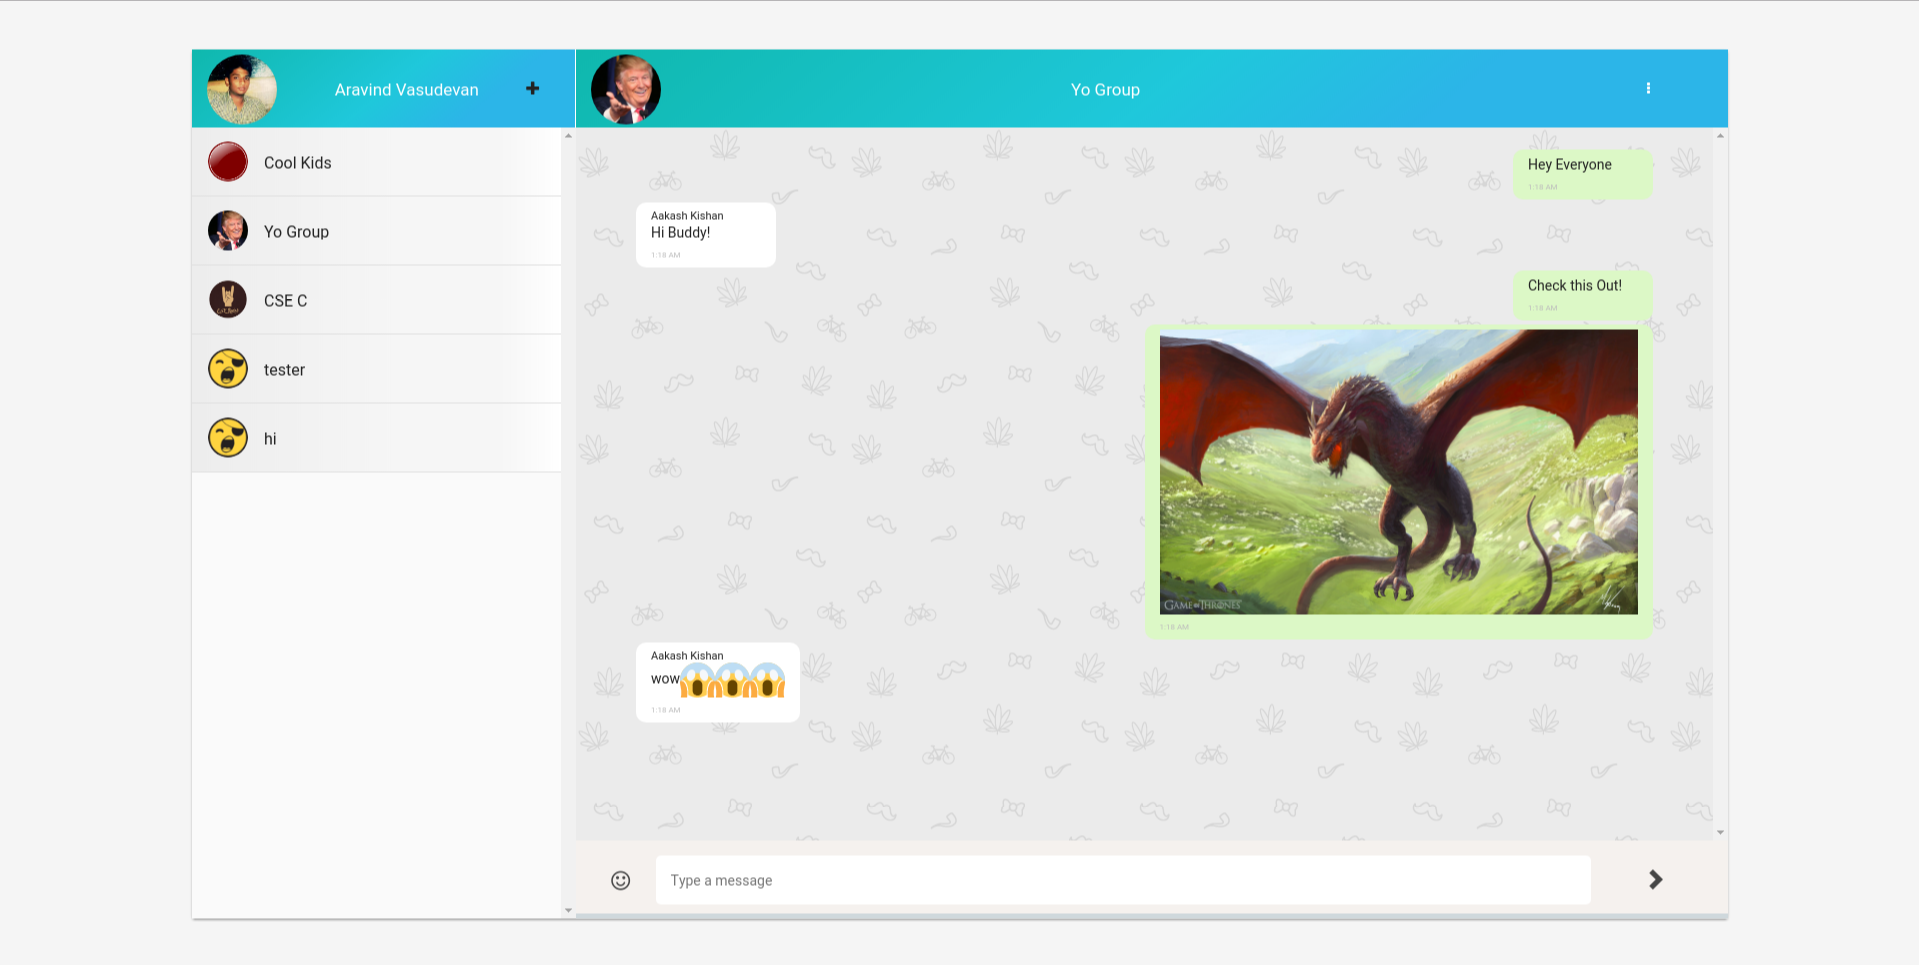 Aravind Vasudevan
Yo Group
Cool Kids
Yo Group
CSE C
tester
hi
Hey Everyone
1:18 AM
Aakash Kishan
Hi Buddy!
1:18 AM
Check this Out!
1:18 AM
GAME OF THRONES
1:18 AM
Aakash Kishan
wow😱😱😱
1:18 AM
Type a message